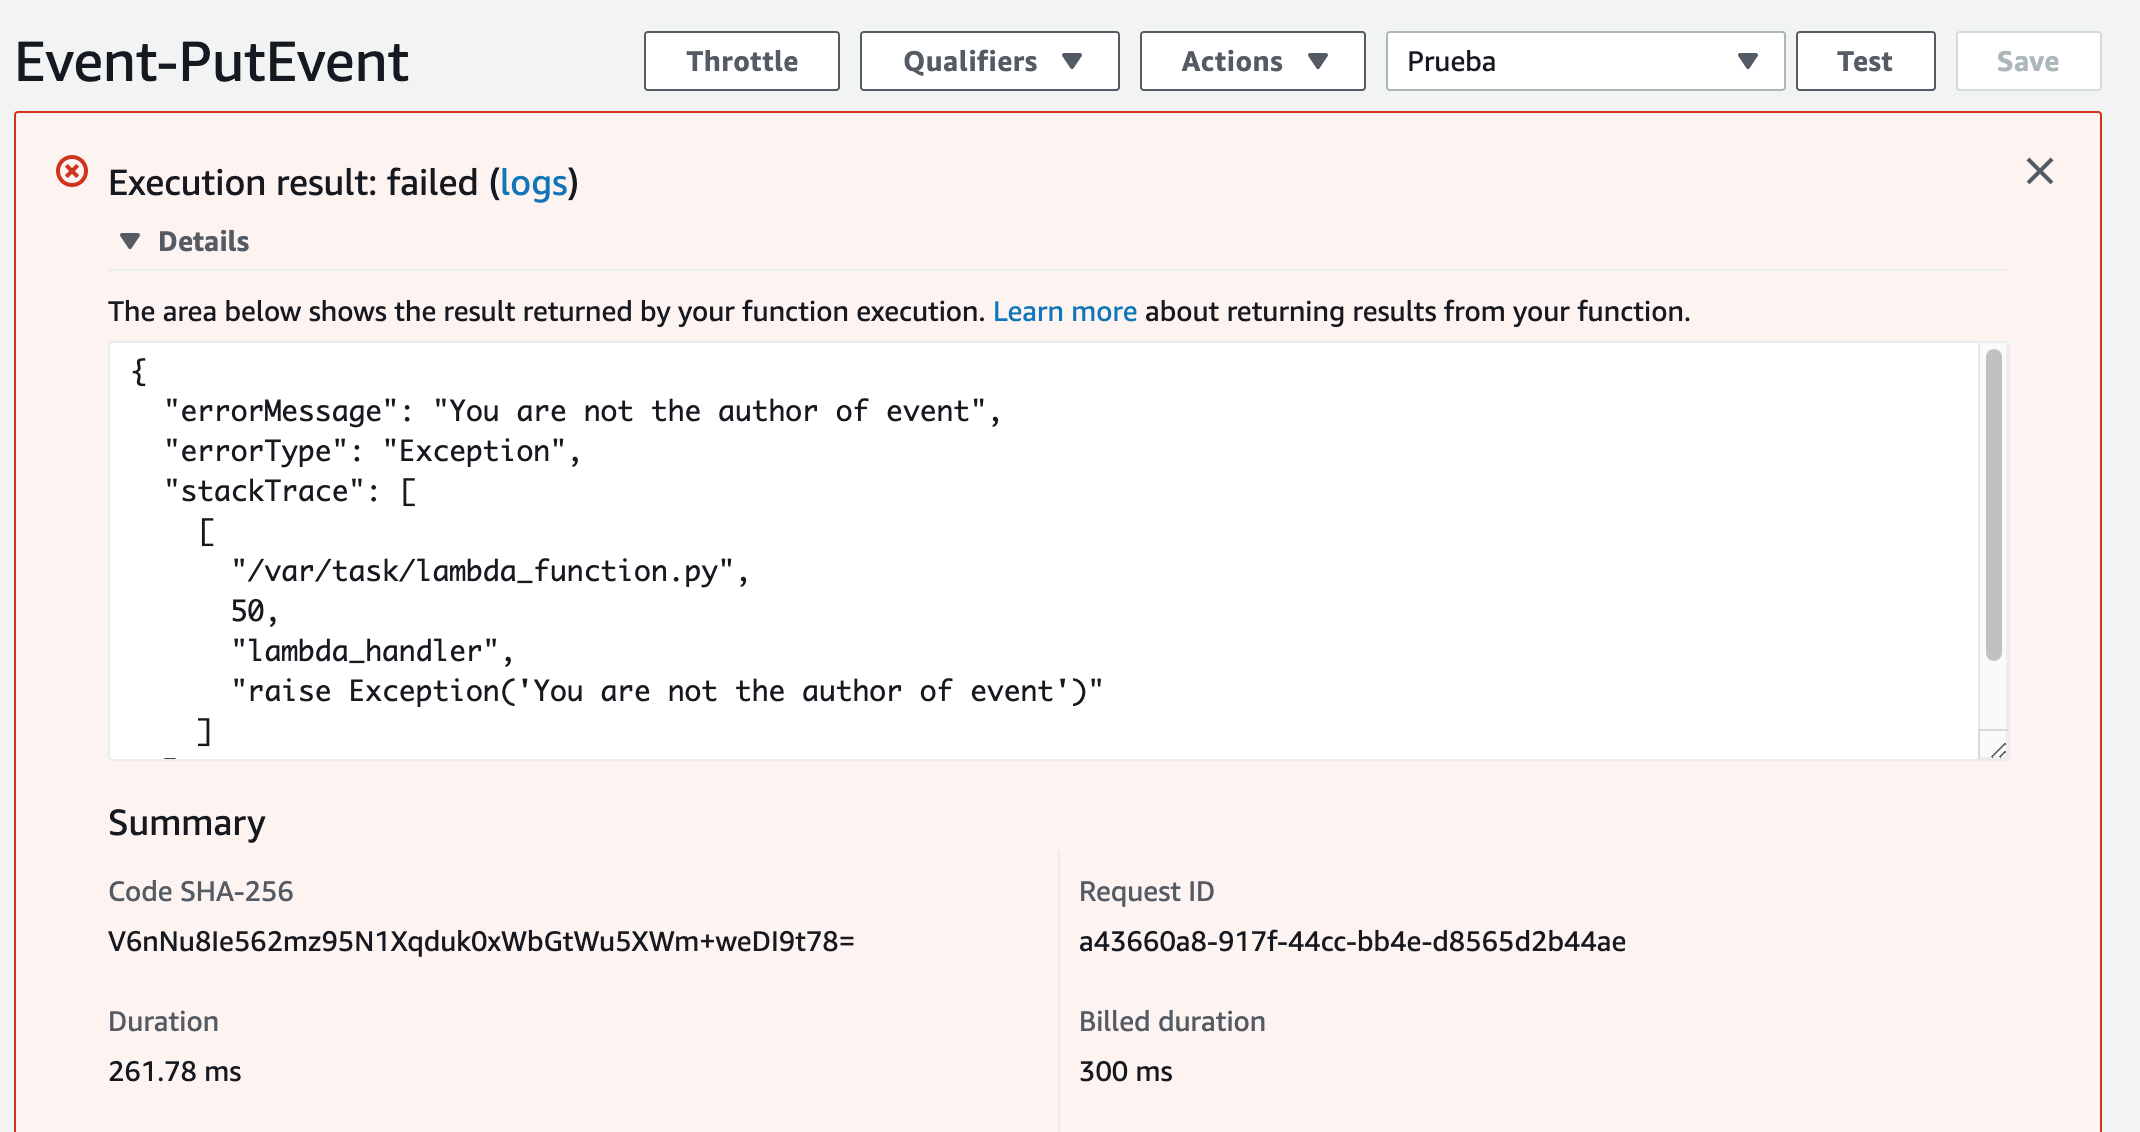 Event-PutEvent
Throttle
Qualifiers
Actions
Prueba
Test
Save
Execution result: failed (logs)
Details
The area below shows the result returned by your function execution. Learn more about returning results from your function.
{
  "errorMessage": "You are not the author of event",
  "errorType": "Exception",
  "stackTrace": [
    [
      "/var/task/lambda_function.py",
      50,
      "lambda_handler",
      "raise Exception('You are not the author of event')"
    ]
Summary
Code SHA-256
V6nNu8Ie562mz95N1Xqduk0xWbGtWu5XWm+weDI9t78=
Request ID
a43660a8-917f-44cc-bb4e-d8565d2b44ae
Duration
261.78 ms
Billed duration
300 ms